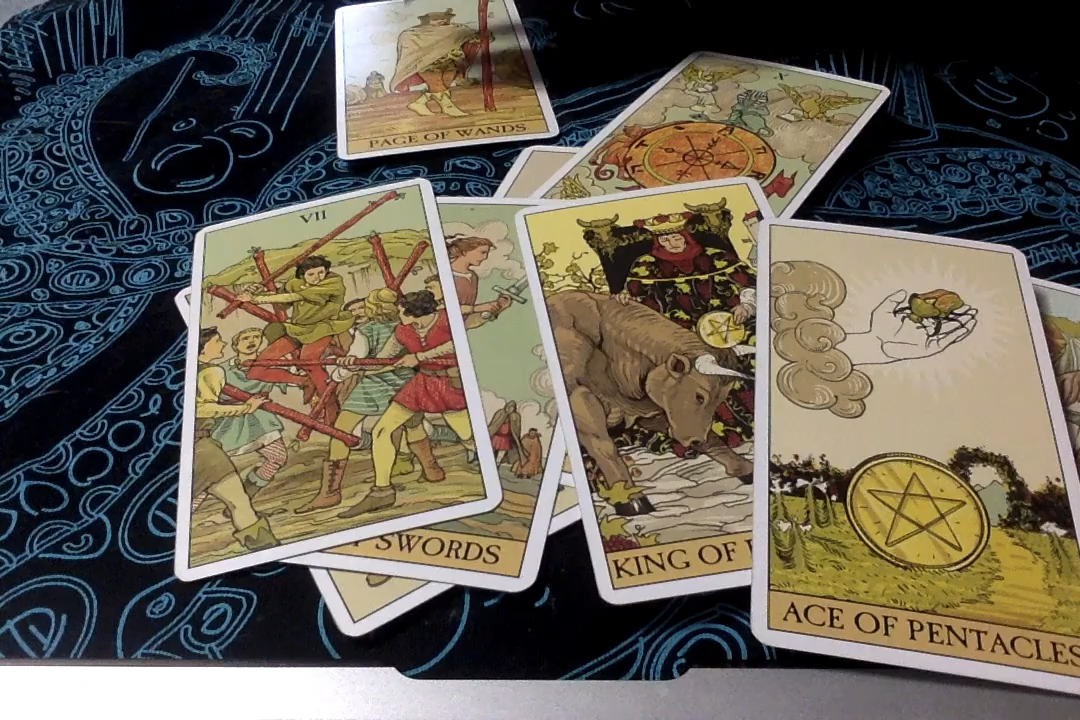 PAGE OF WANDS
X
VII
SWORDS
KING OF
ACE OF PENTACLES